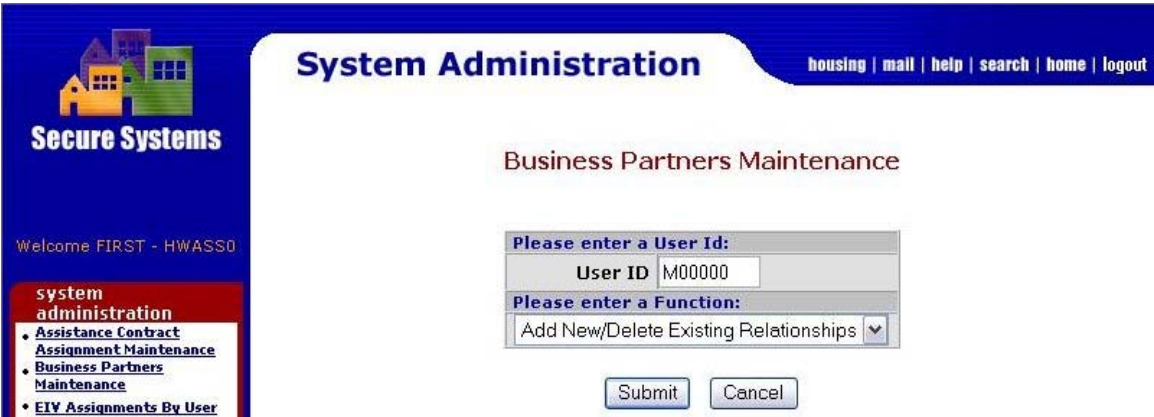 System Administration
housing | mail | help | search | home | logout
Secure Systems
Welcome FIRST - HWASS0
system
administration
Assistance Contract
Assignment Maintenance
Business Partners
Maintenance
EIV Assignments By User
Business Partners Maintenance
Please enter a User Id:
User ID M00000
Please enter a Function:
Add New/Delete Existing Relationships
Submit Cancel